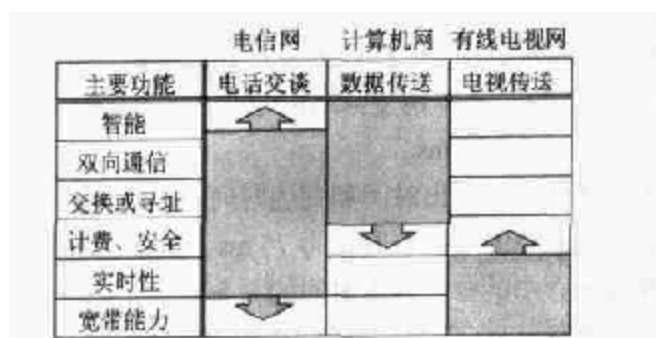 电信网 计算机网 有线电视网
主要功能 电话交谈 数据传送 电视传送
智能
双向通信
交换或寻址
计费、安全
实时性
宽带能力